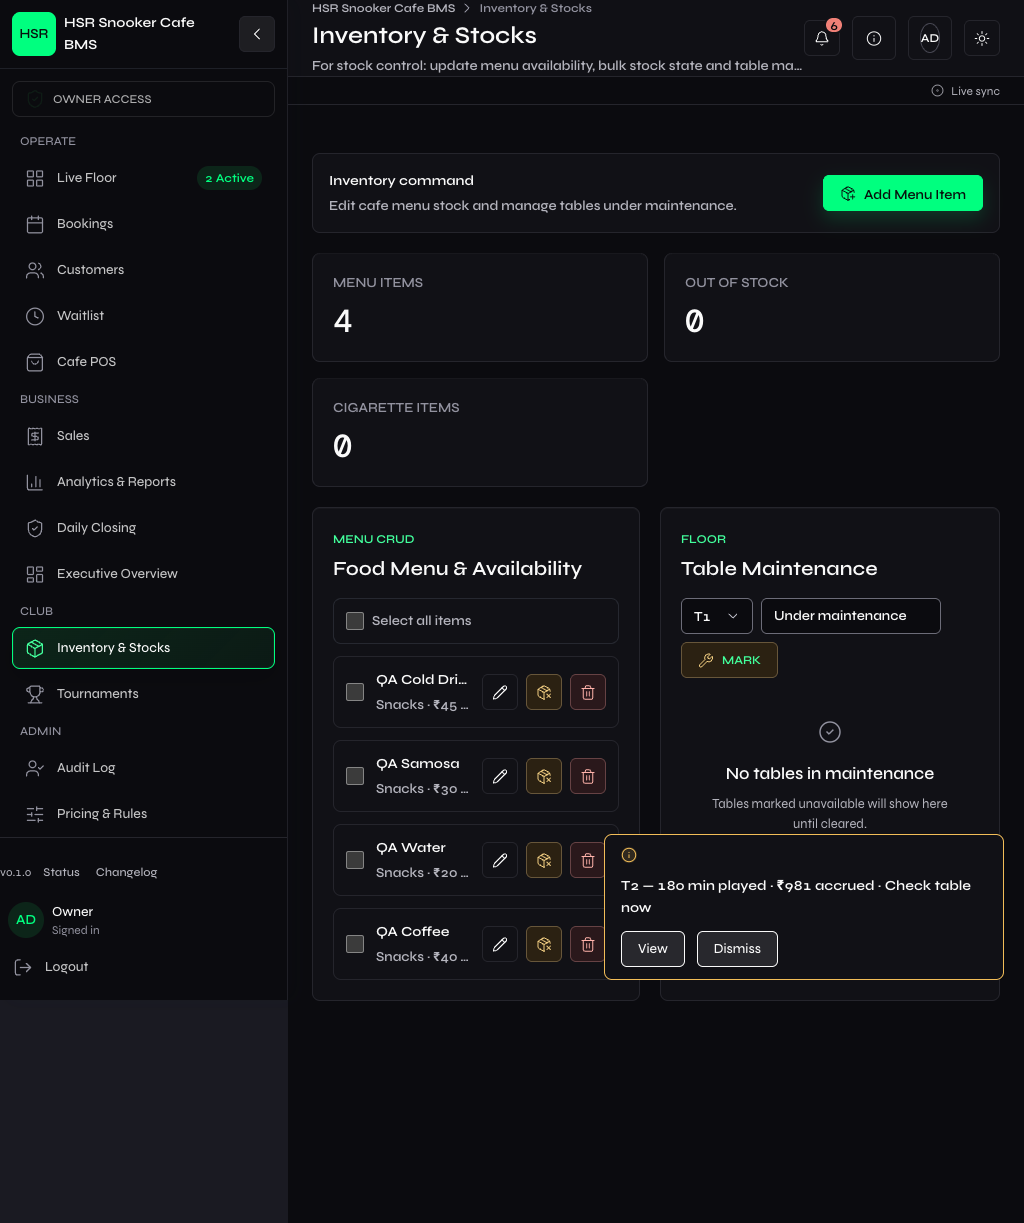 HSR
HSR Snooker Cafe
BMS
OWNER ACCESS
OPERATE
Live Floor
2 Active
Bookings
Customers
Waitlist
Cafe POS
BUSINESS
Sales
Analytics & Reports
Daily Closing
Executive Overview
CLUB
Inventory & Stocks
Tournaments
ADMIN
Audit Log
Pricing & Rules
v0.1.0
Status
Changelog
AD
Owner
Signed in
Logout
HSR Snooker Cafe BMS
Inventory & Stocks
Inventory & Stocks
For stock control: update menu availability, bulk stock state and table ma...
6
AD
Live sync
Inventory command
Edit cafe menu stock and manage tables under maintenance.
Add Menu Item
MENU ITEMS
4
OUT OF STOCK
0
CIGARETTE ITEMS
0
MENU CRUD
Food Menu & Availability
Select all items
QA Cold Dri...
Snacks · ₹45 ...
QA Samosa
Snacks · ₹30 ...
QA Water
Snacks · ₹20 ...
QA Coffee
Snacks · ₹40 ...
FLOOR
Table Maintenance
T1
Under maintenance
MARK
No tables in maintenance
Tables marked unavailable will show here
until cleared.
T2 — 180 min played · ₹981 accrued · Check table
now
View
Dismiss